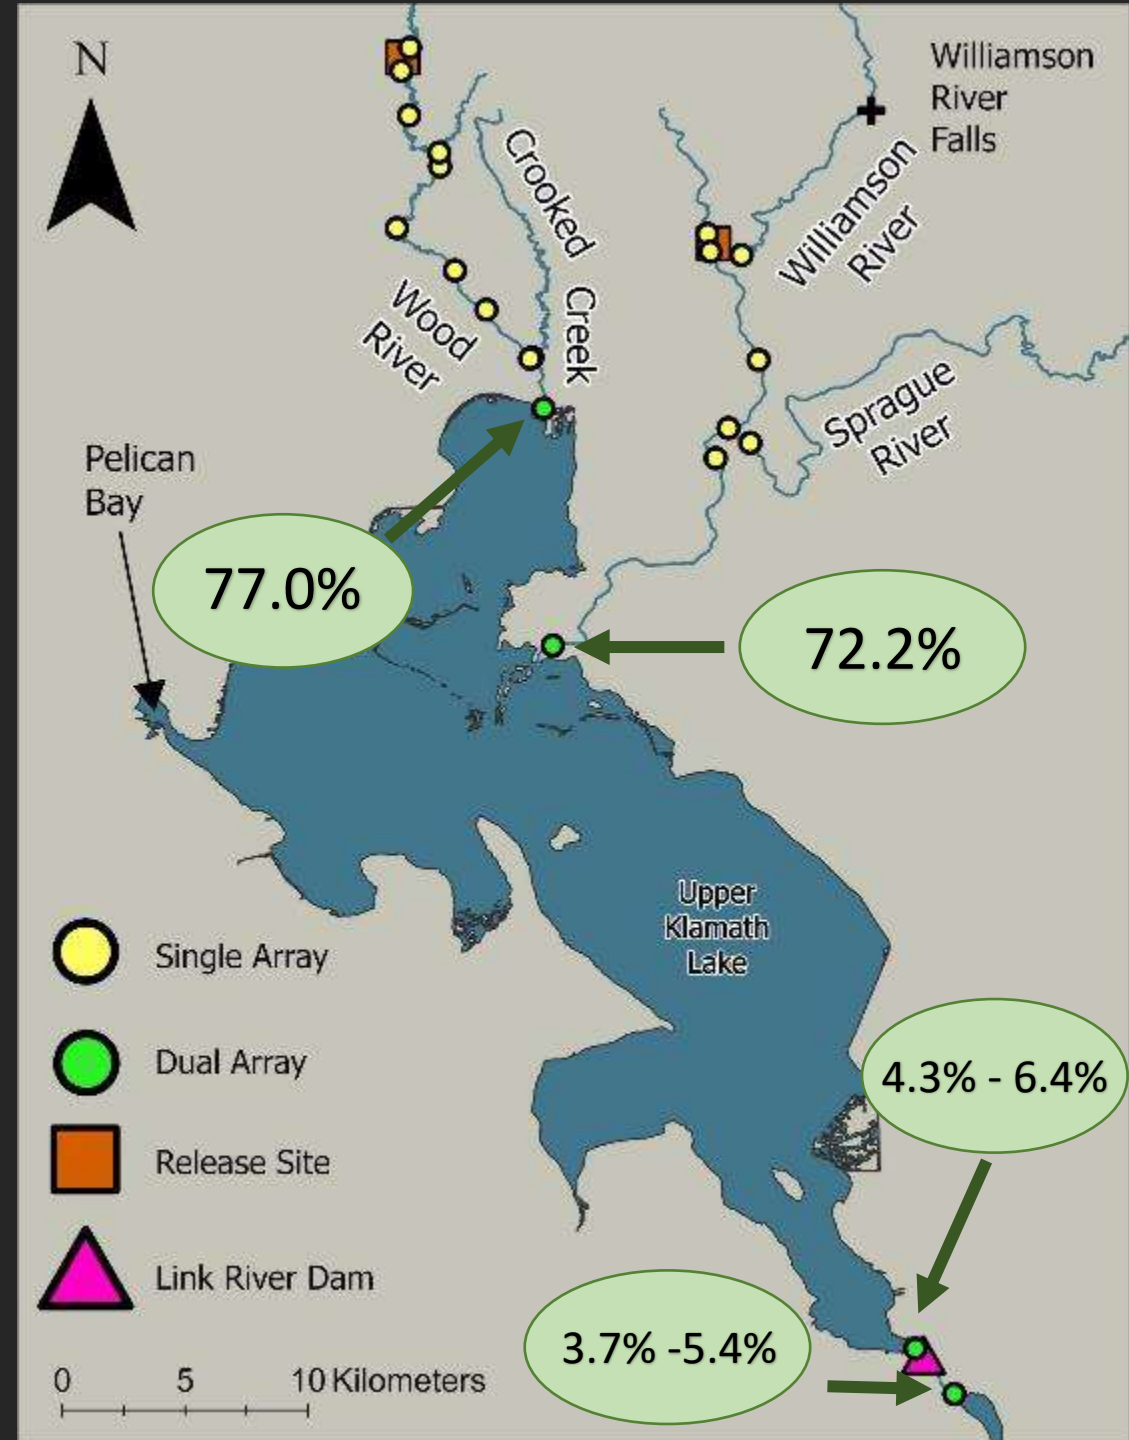 N
Williamson
River
Falls
Crooked
Creek
Williamson
River
Wood
River
Sprague
River
Pelican
Bay
77.0%
72.2%
Upper
Klamath
Lake
Single Array
Dual Array
Release Site
Link River Dam
4.3% - 6.4%
3.7% -5.4%
0 5 10 Kilometers